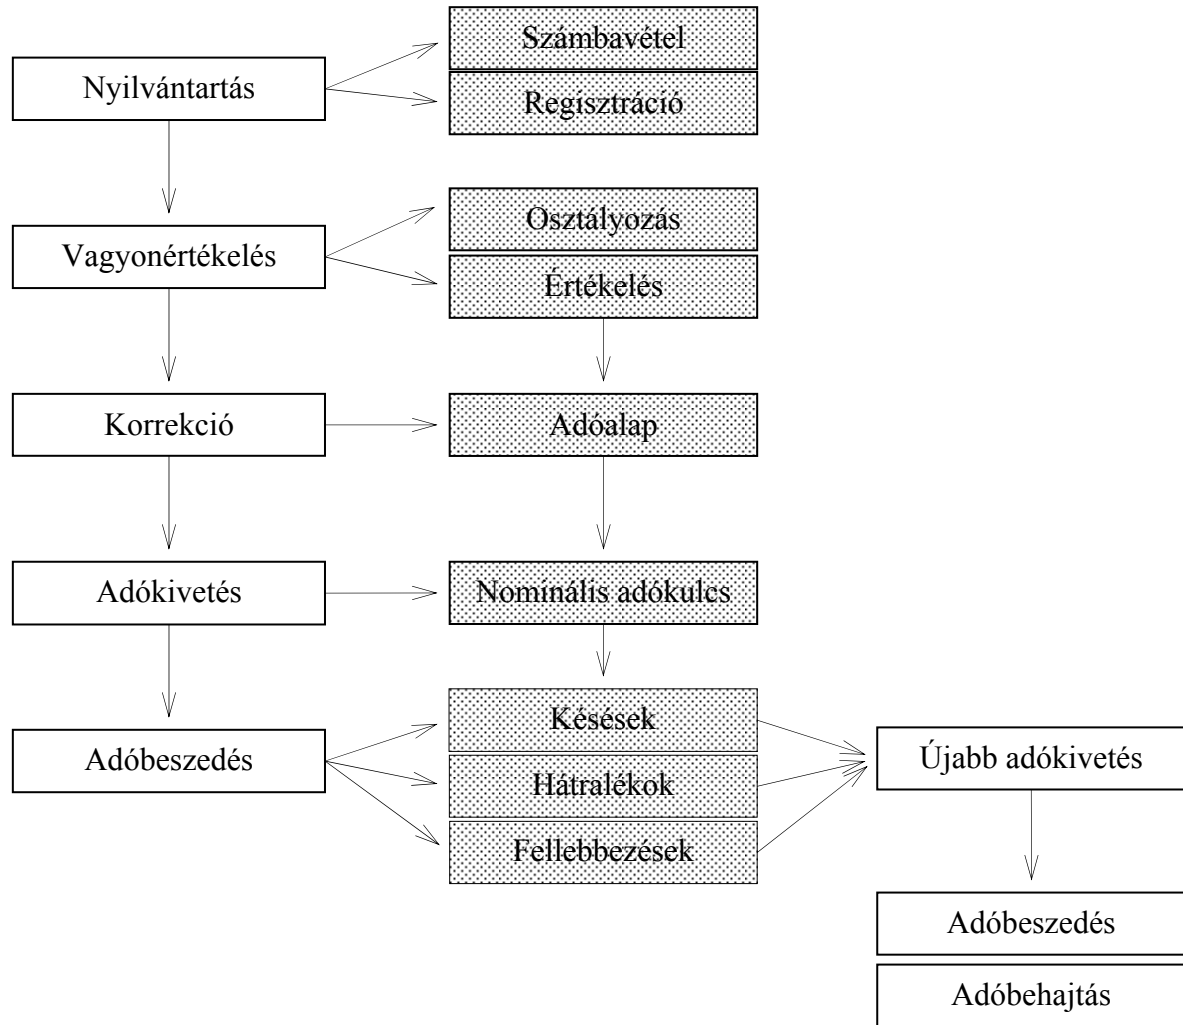 Számbavétel
Nyilvántartás
Regisztráció
Osztályozás
Vagyonértékelés
Értékelés
Korrekció
Adóalap
Adókivetés
Nominális adókulcs
Késések
Adóbeszedés
Hátralékok
Újabb adókivetés
Fellebbezések
Adóbeszedés
Adóbehajtás